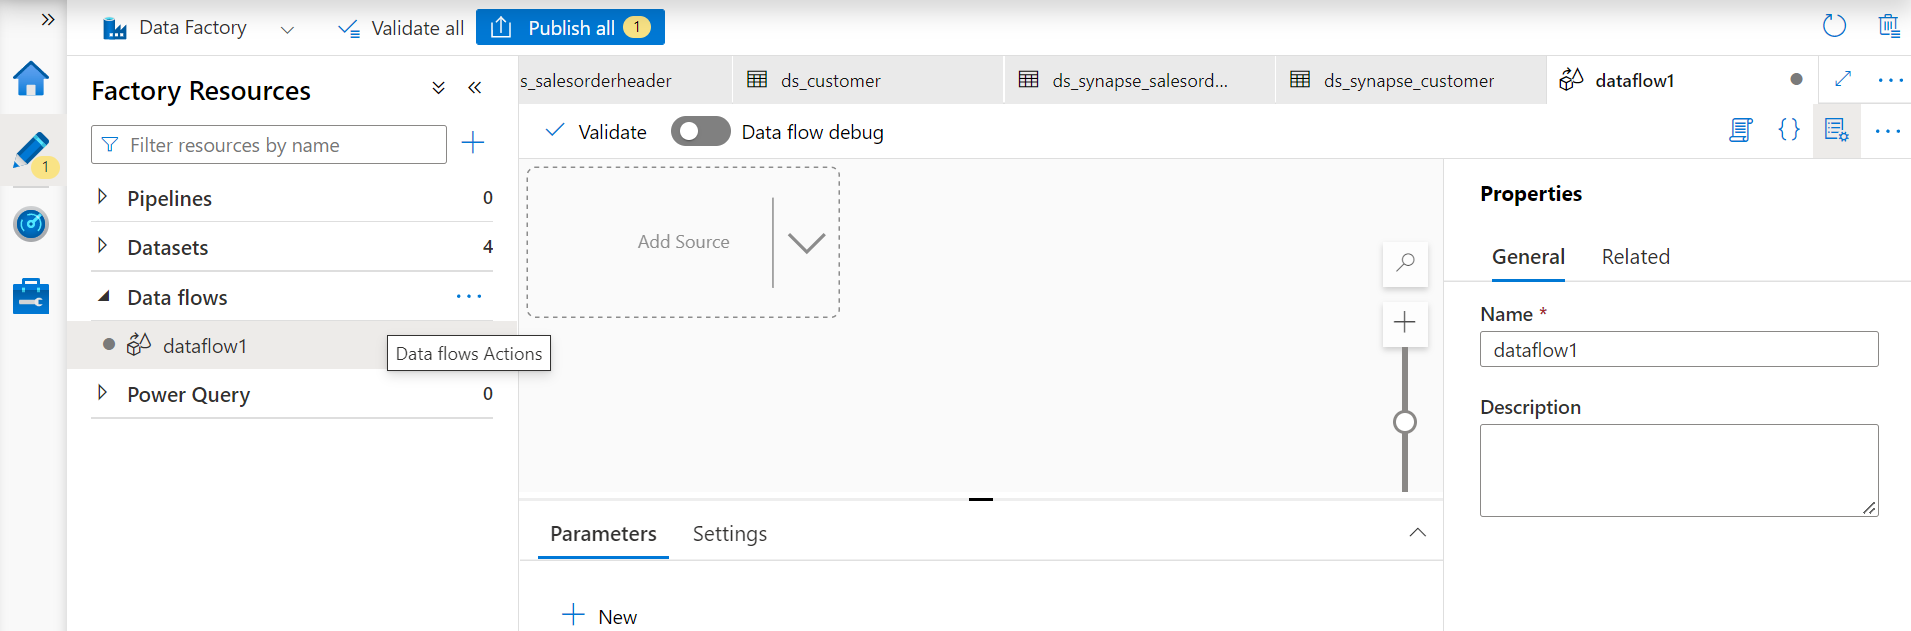 Data Factory
Validate all
Publish all 1
Factory Resources
Filter resources by name
1
Pipelines 0
Datasets 4
Data flows
dataflow1
Data flows Actions
Power Query 0
s_salesorderheader
ds_customer
ds_synapse_salesord...
ds_synapse_customer
dataflow1
Validate
Data flow debug
{}
Add Source
Parameters
Settings
New
Properties
General
Related
Name *
dataflow1
Description